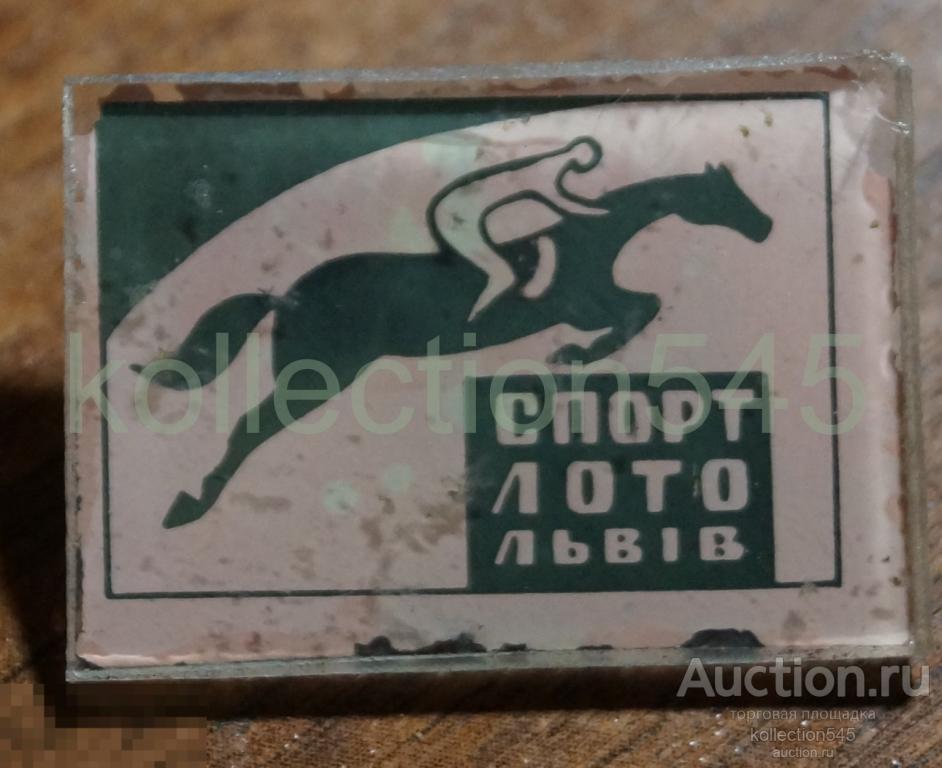 kollection545
СПОРТ
ЛОТО
ЛЬВІВ
Auction.ru
торговая площадка
kollection545
auction.ru